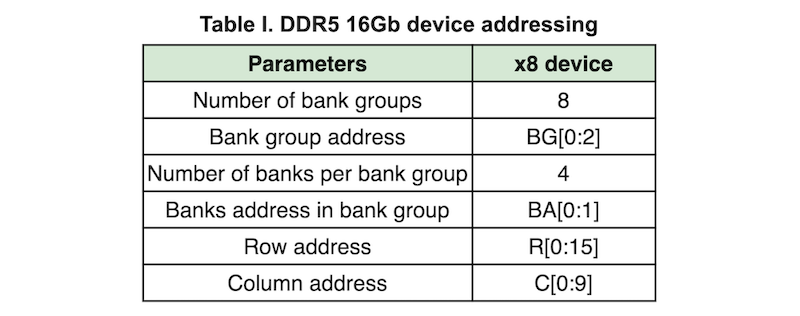 Table I. DDR5 16Gb device addressing
Parameters x8 device
Number of bank groups 8
Bank group address BG[0:2]
Number of banks per bank group 4
Banks address in bank group BA[0:1]
Row address R[0:15]
Column address C[0:9]